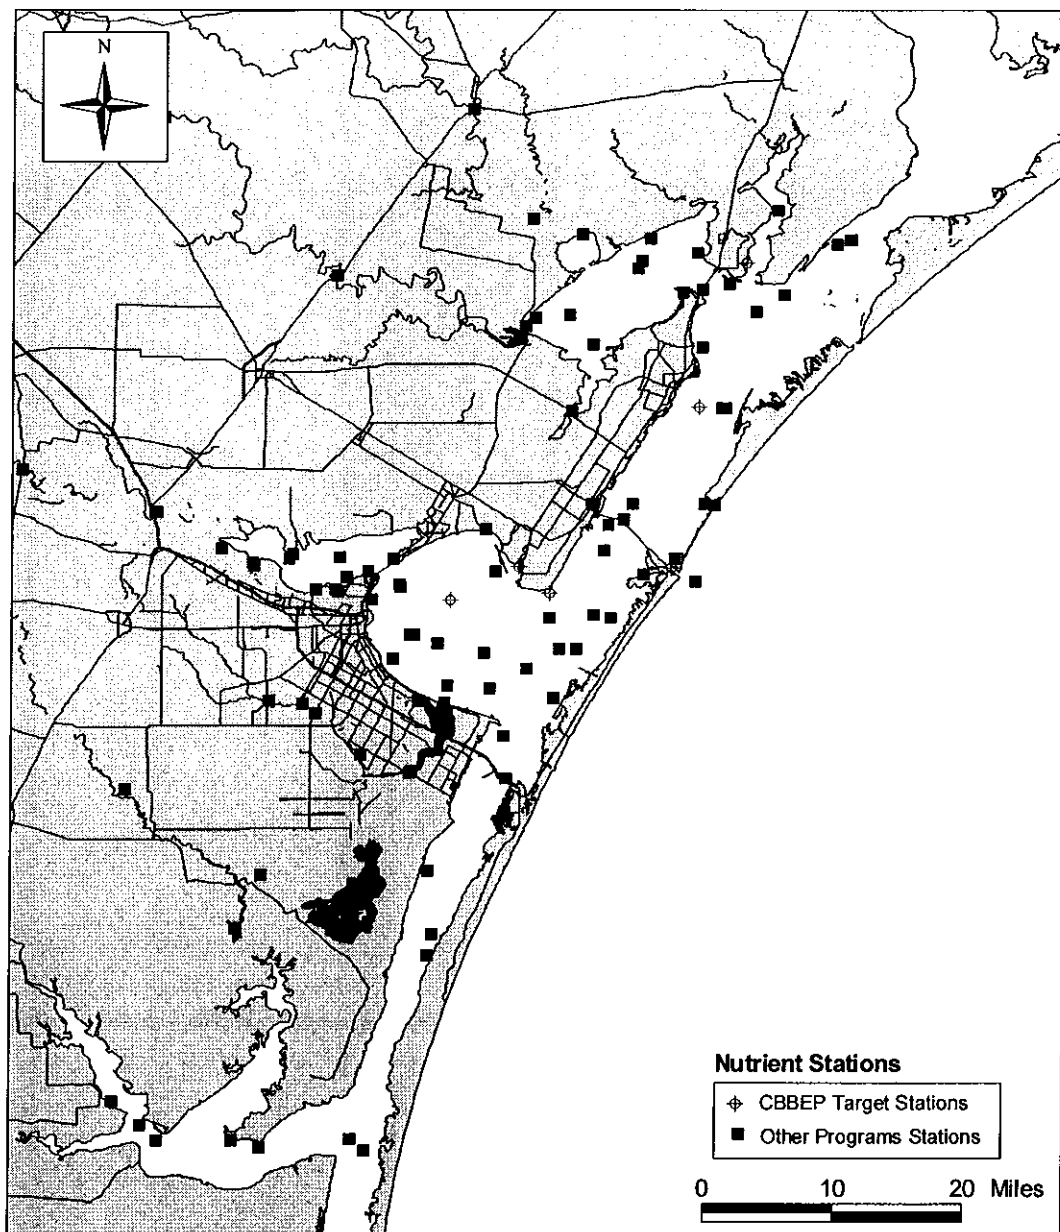 N
Nutrient Stations
CBBEP Target Stations
Other Programs Stations
0 10 20 Miles